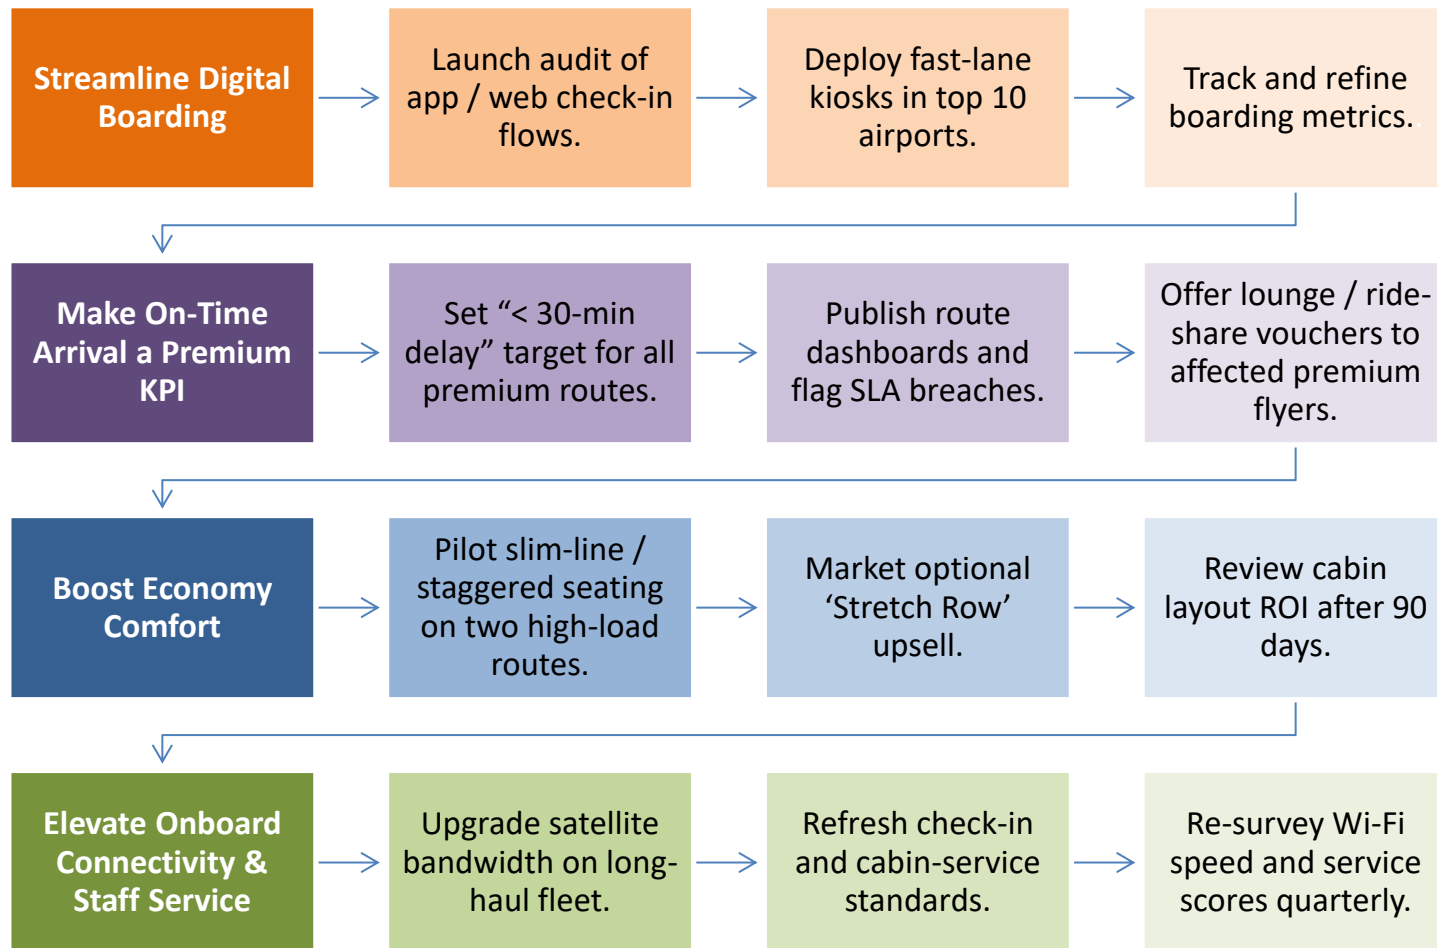 Streamline Digital
Boarding
Launch audit of
app / web check-in
flows.
Deploy fast-lane
kiosks in top 10
airports.
Track and refine
boarding metrics..
Make On-Time
Arrival a Premium
KPI
Set “< 30-min
delay” target for all
premium routes.
Publish route
dashboards and
flag SLA breaches.
Offer lounge / ride-
share vouchers to
affected premium
flyers.
Boost Economy
Comfort
Pilot slim-line /
staggered seating
on two high-load
routes.
Market optional
‘Stretch Row’
upsell.
Review cabin
layout ROI after 90
days.
Elevate Onboard
Connectivity &
Staff Service
Upgrade satellite
bandwidth on long-
haul fleet.
Refresh check-in
and cabin-service
standards.
Re-survey Wi-Fi
speed and service
scores quarterly.